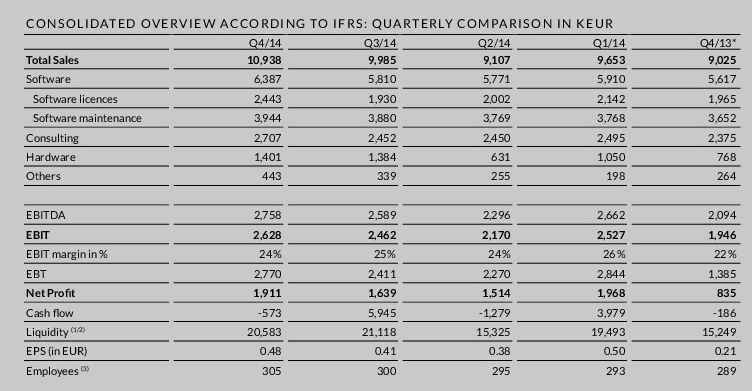 CONSOLIDATED OVERVIEW ACCORDING TO IFRS: QUARTERLY COMPARISON IN KEUR
Q4/14 Q3/14 Q2/14 Q1/14 Q4/13*
Total Sales 10,938 9,985 9,107 9,653 9,025
Software 6,387 5,810 5,771 5,910 5,617
Software licences 2,443 1,930 2,002 2,142 1,965
Software maintenance 3,944 3,880 3,769 3,768 3,652
Consulting 2,707 2,452 2,450 2,495 2,375
Hardware 1,401 1,384 631 1,050 768
Others 443 339 255 198 264
EBITDA 2,758 2,589 2,296 2,662 2,094
EBIT 2,628 2,462 2,170 2,527 1,946
EBIT margin in % 24% 25% 24% 26% 22%
EBT 2,770 2,411 2,270 2,844 1,385
Net Profit 1,911 1,639 1,514 1,968 835
Cash flow -573 5,945 -1,279 3,979 -186
Liquidity (1/2) 20,583 21,118 15,325 19,493 15,249
EPS (in EUR) 0.48 0.41 0.38 0.50 0.21
Employees (3) 305 300 295 293 289